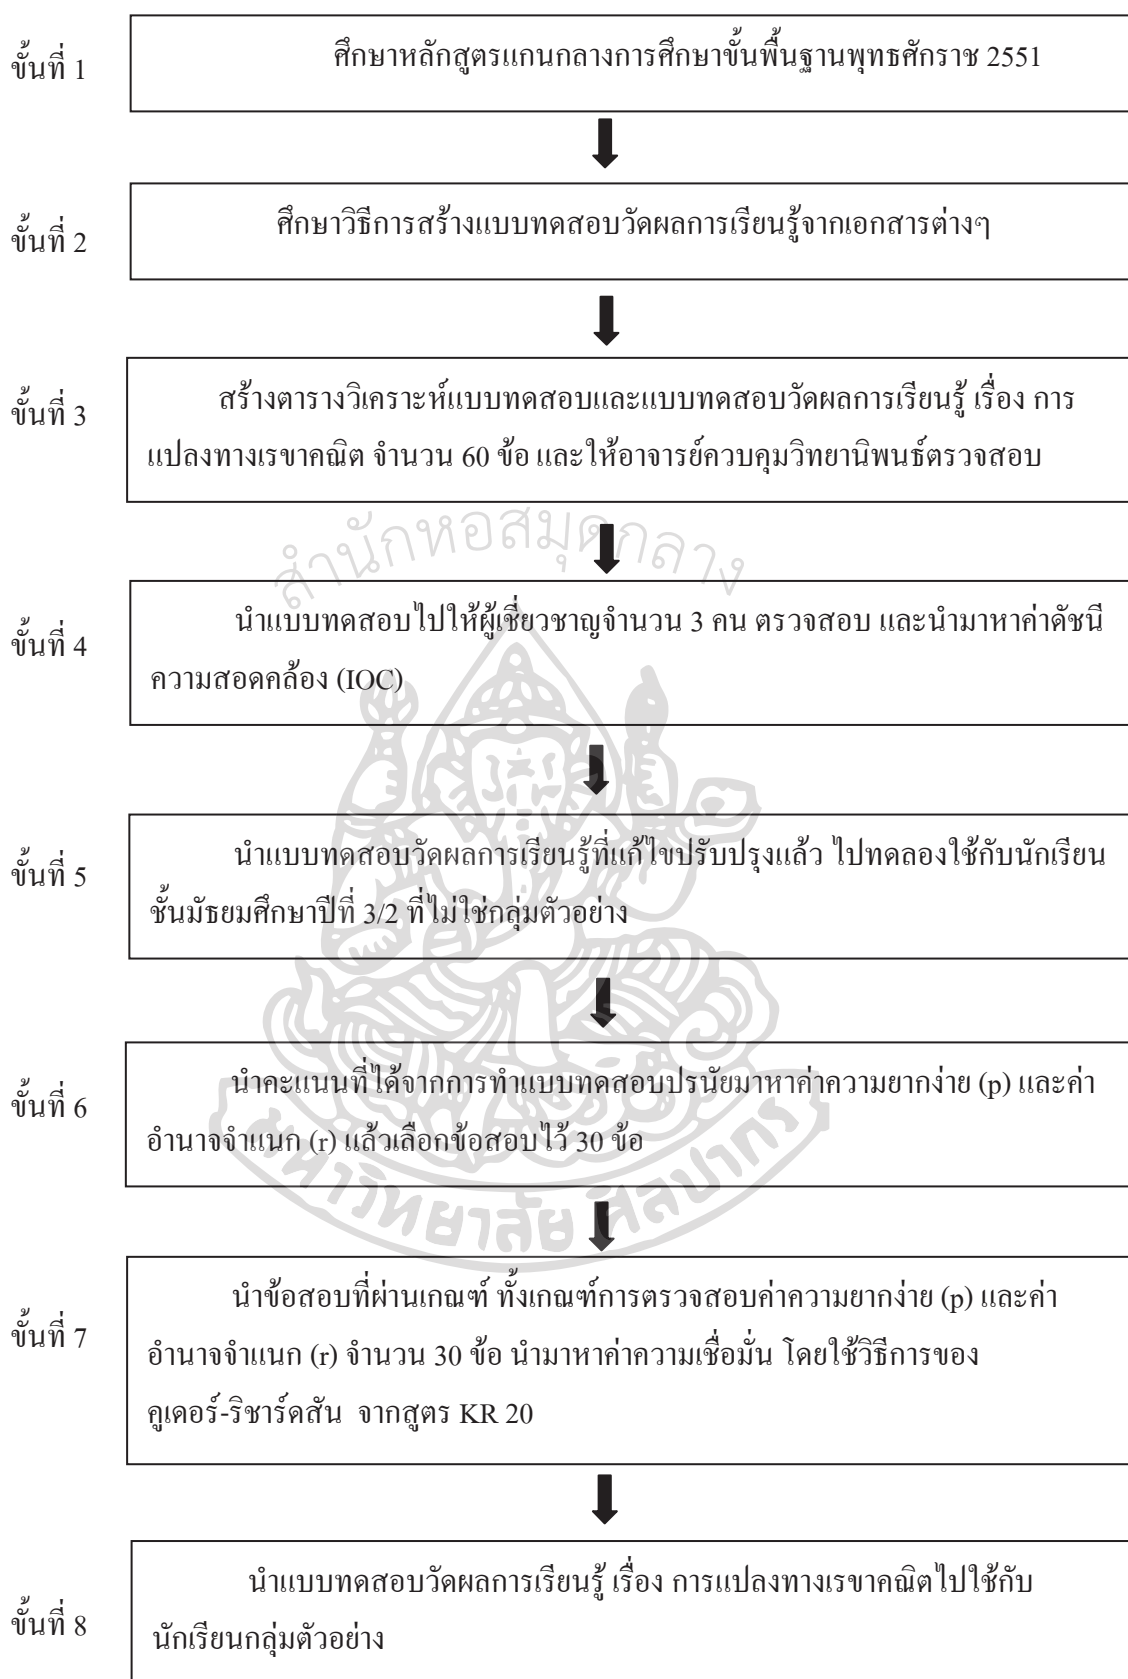 ขั้นที่ 1
ศึกษาหลักสูตรแกนกลางการศึกษาขั้นพื้นฐานพุทธศักราช 2551
ขั้นที่ 2
ศึกษาวิธีการสร้างแบบทดสอบวัดผลการเรียนรู้จากเอกสารต่างๆ
ขั้นที่ 3
สร้างตารางวิเคราะห์แบบทดสอบและแบบทดสอบวัดผลการเรียนรู้ เรื่อง การ
แปลงทางเรขาคณิต จำนวน 60 ข้อ และให้อาจารย์ควบคุมวิทยานิพนธ์ตรวจสอบ
สำนักหอสมุดกลาง
ขั้นที่ 4
นำแบบทดสอบไปให้ผู้เชี่ยวชาญจำนวน 3 คน ตรวจสอบ และนำมาหาค่าดัชนี
ความสอดคล้อง (IOC)
ขั้นที่ 5
นำแบบทดสอบวัดผลการเรียนรู้ที่แก้ไขปรับปรุงแล้ว ไปทดลองใช้กับนักเรียน
ชั้นมัธยมศึกษาปีที่ 3/2 ที่ไม่ใช่กลุ่มตัวอย่าง
ขั้นที่ 6
นำคะแนนที่ได้จากการทำแบบทดสอบปรนัยมาหาค่าความยากง่าย (p) และค่า
อำนาจจำแนก (r) แล้วเลือกข้อสอบไว้ 30 ข้อ
มหาวิทยาลัย ศิลปากร
ขั้นที่ 7
นำข้อสอบที่ผ่านเกณฑ์ ทั้งเกณฑ์การตรวจสอบค่าความยากง่าย (p) และค่า
อำนาจจำแนก (r) จำนวน 30 ข้อ นำมาหาค่าความเชื่อมั่น โดยใช้วิธีการของ
คูเดอร์-ริชาร์ดสัน จากสูตร KR 20
ขั้นที่ 8
นำแบบทดสอบวัดผลการเรียนรู้ เรื่อง การแปลงทางเรขาคณิตไปใช้กับ
นักเรียนกลุ่มตัวอย่าง